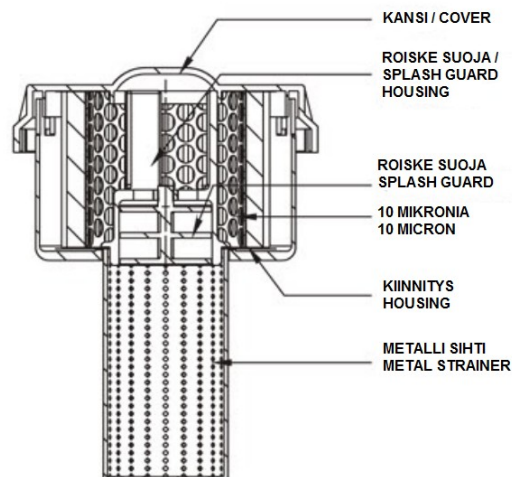 KANSI / COVER
ROISKE SUOJA /
SPLASH GUARD
HOUSING
ROISKE SUOJA
SPLASH GUARD
10 MIKRONIA
10 MICRON
KIINNITYS
HOUSING
METALLI SIHTI
METAL STRAINER